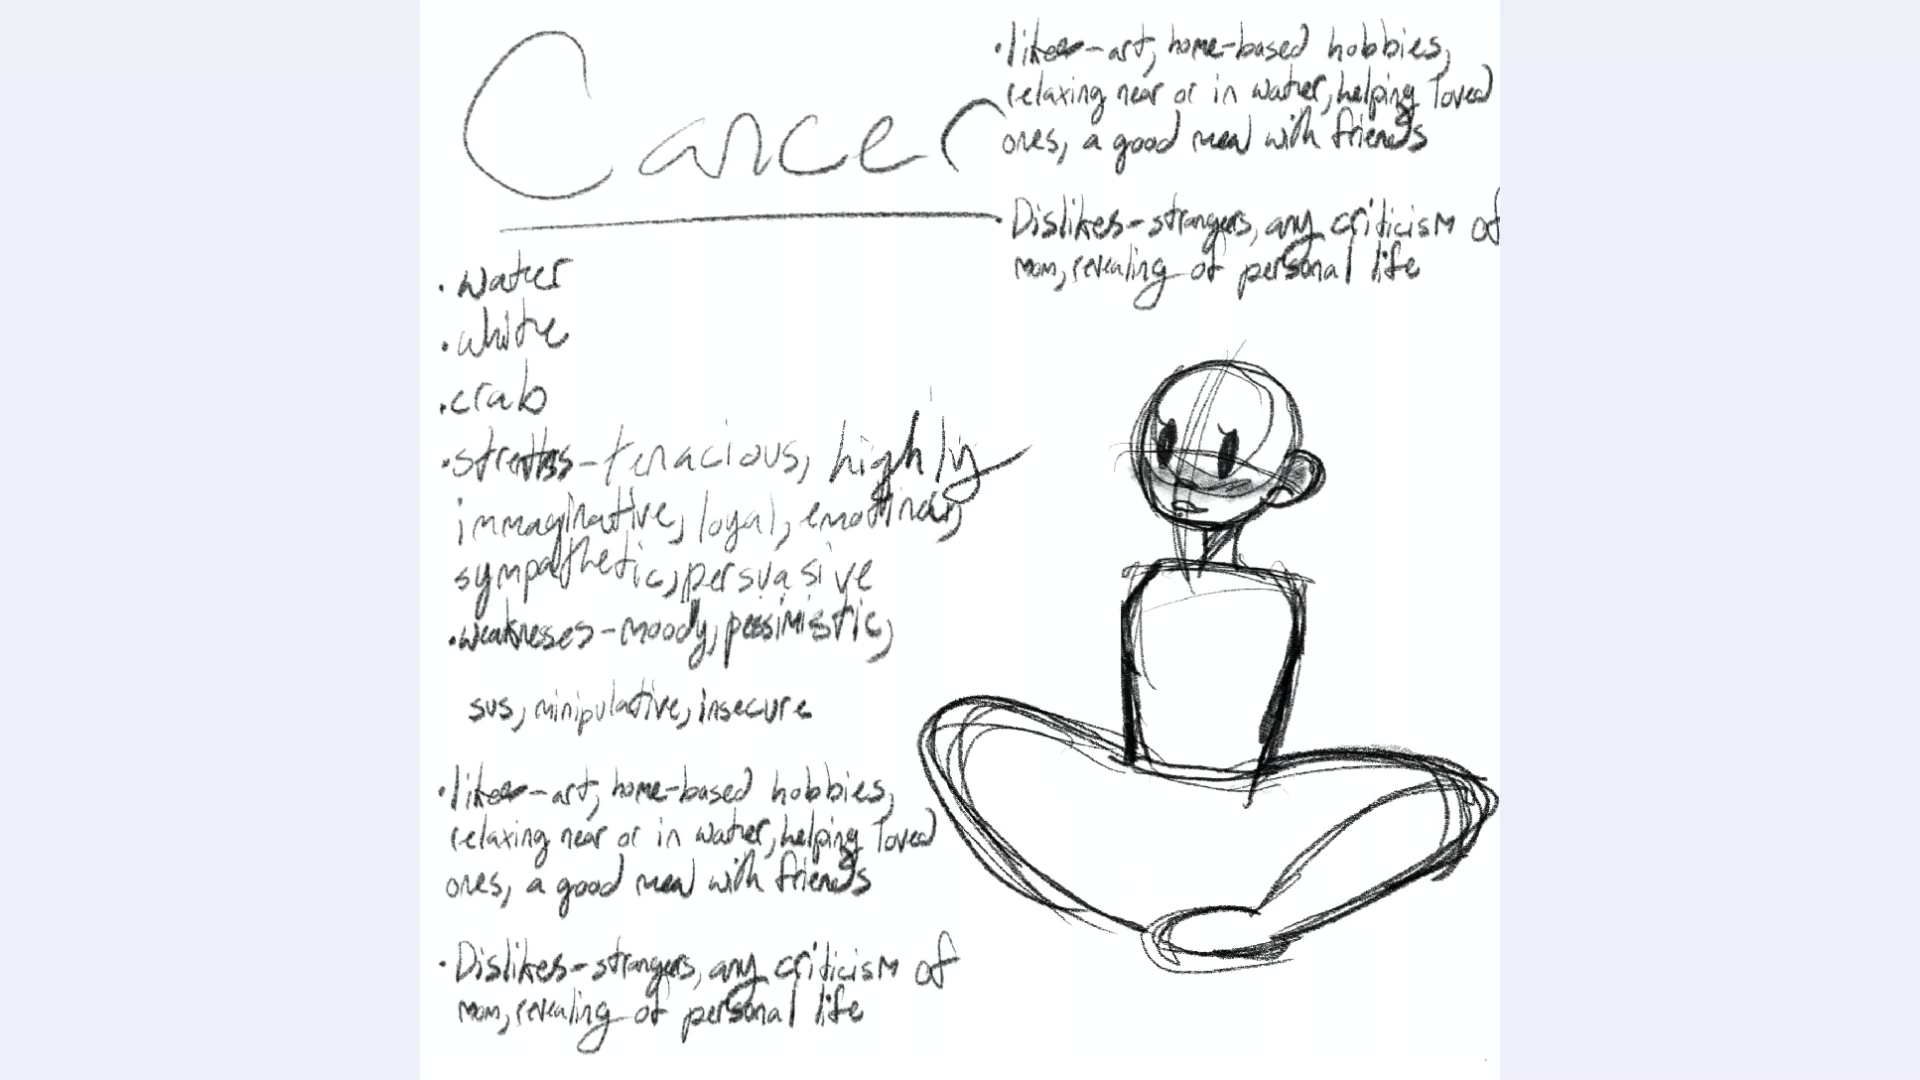 Cancer
• water
• white
• crab
• strenths - tenacious, highly
immaginative, loyal, emotinal,
sympathetic, persuasive
• weaknesses - moody, pessimistic,
sus, minipulative, insecure
• likes - art, home-based hobbies,
relaxing near or in water, helping loved
ones, a good meal with friends
• Dislikes - strangers, any criticism of
mom, revealing of personal life
• likes - art, home-based hobbies,
relaxing near or in water, helping loved
ones, a good meal with friends
• Dislikes - strangers, any criticism of
mom, revealing of personal life